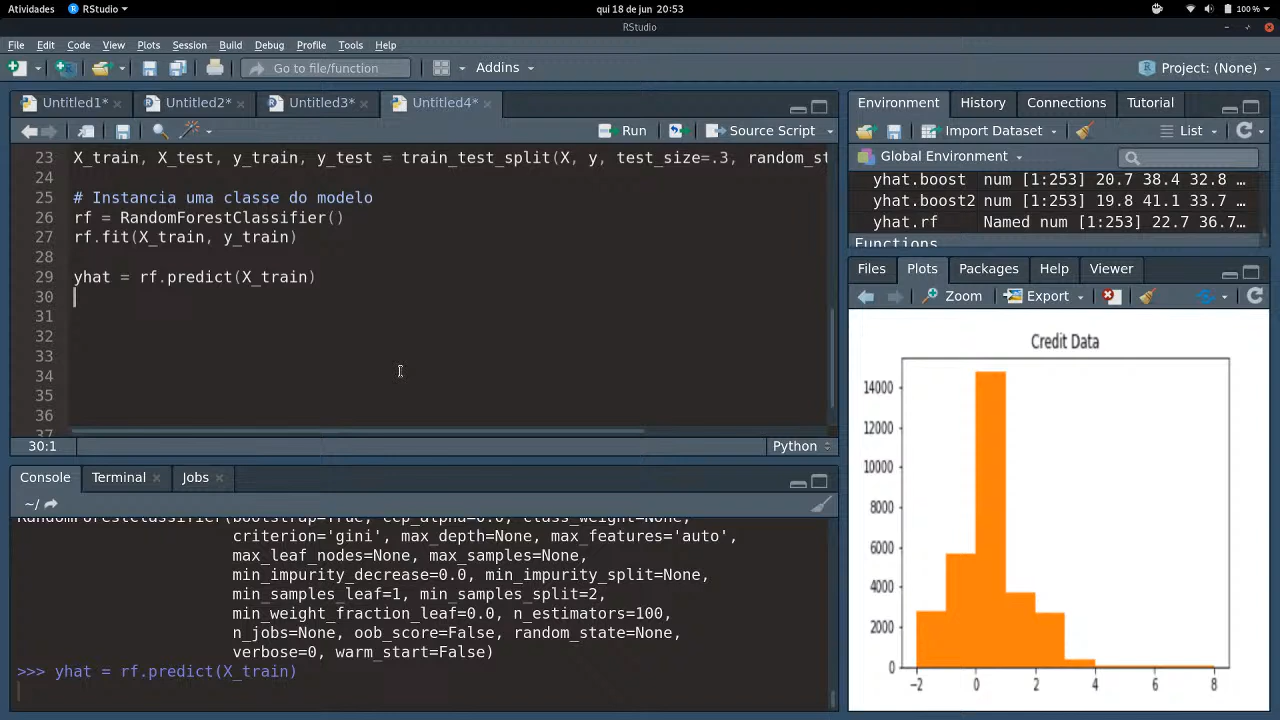 Atividades RStudio qui 18 de jun 20:53 100 %
RStudio
File Edit Code View Plots Session Build Debug Profile Tools Help
Go to file/function Addins Project: (None)
Untitled1* Untitled2* Untitled3* Untitled4*
Run Source Script
23 X_train, X_test, y_train, y_test = train_test_split(X, y, test_size=.3, random_st
24
25 # Instancia uma classe do modelo
26 rf = RandomForestClassifier()
27 rf.fit(X_train, y_train)
28
29 yhat = rf.predict(X_train)
30
31
32
33
34
35
36
37
30:1 Python
Console Terminal Jobs
~/
RandomForestClassifier(bootstrap=True, ccp_alpha=0.0, class_weight=None,
criterion='gini', max_depth=None, max_features='auto',
max_leaf_nodes=None, max_samples=None,
min_impurity_decrease=0.0, min_impurity_split=None,
min_samples_leaf=1, min_samples_split=2,
min_weight_fraction_leaf=0.0, n_estimators=100,
n_jobs=None, oob_score=False, random_state=None,
verbose=0, warm_start=False)
>>> yhat = rf.predict(X_train)
Environment History Connections Tutorial
Import Dataset List
R Global Environment
yhat.boost num [1:253] 20.7 38.4 32.8 …
yhat.boost2 num [1:253] 19.8 41.1 33.7 …
yhat.rf Named num [1:253] 22.7 36.7…
Functions
Files Plots Packages Help Viewer
Zoom Export
Credit Data
14000
12000
10000
8000
6000
4000
2000
0
−2 0 2 4 6 8